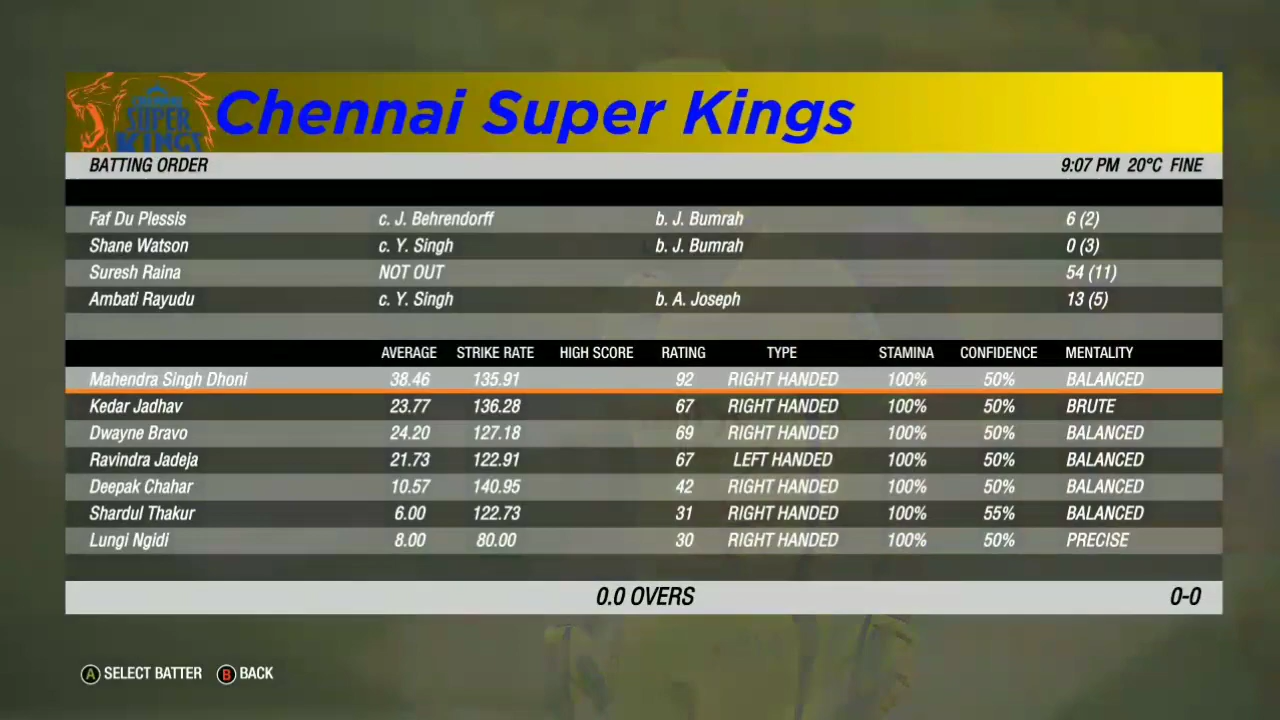 CHENNAI
SUPER
KINGS
Chennai Super Kings
BATTING ORDER 9:07 PM 20°C FINE
Faf Du Plessis c. J. Behrendorff b. J. Bumrah 6 (2)
Shane Watson c. Y. Singh b. J. Bumrah 0 (3)
Suresh Raina NOT OUT 54 (11)
Ambati Rayudu c. Y. Singh b. A. Joseph 13 (5)
AVERAGE STRIKE RATE HIGH SCORE RATING TYPE STAMINA CONFIDENCE MENTALITY
Mahendra Singh Dhoni 38.46 135.91 92 RIGHT HANDED 100% 50% BALANCED
Kedar Jadhav 23.77 136.28 67 RIGHT HANDED 100% 50% BRUTE
Dwayne Bravo 24.20 127.18 69 RIGHT HANDED 100% 50% BALANCED
Ravindra Jadeja 21.73 122.91 67 LEFT HANDED 100% 50% BALANCED
Deepak Chahar 10.57 140.95 42 RIGHT HANDED 100% 50% BALANCED
Shardul Thakur 6.00 122.73 31 RIGHT HANDED 100% 55% BALANCED
Lungi Ngidi 8.00 80.00 30 RIGHT HANDED 100% 50% PRECISE
0.0 OVERS 0-0
A SELECT BATTER B BACK